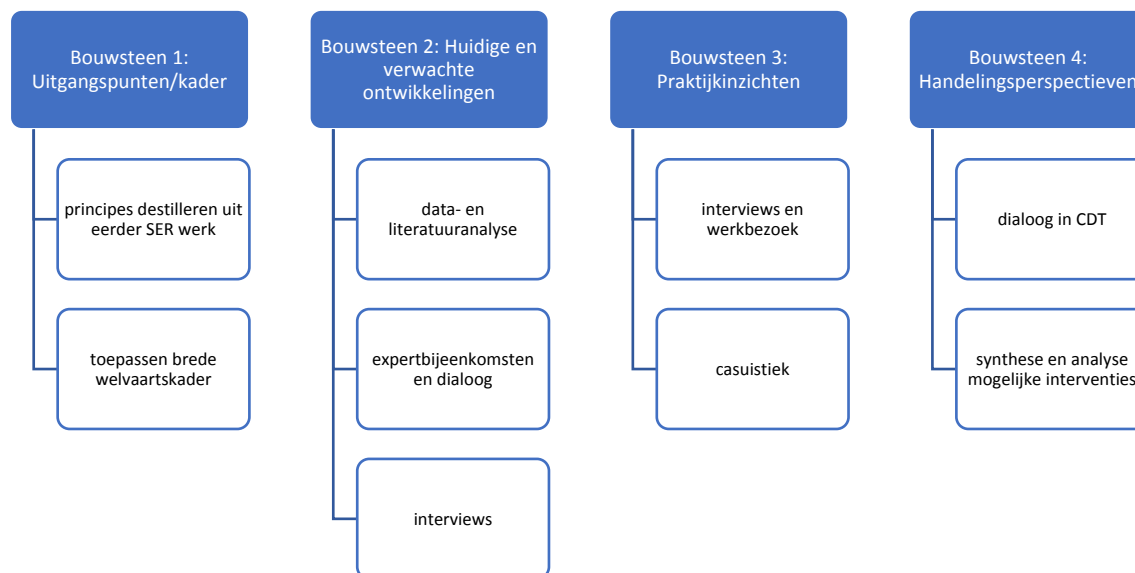 Bouwsteen 1:
Uitgangspunten/kader
principes destilleren uit
eerder SER werk
toepassen brede
welvaartskader
Bouwsteen 2: Huidige en
verwachte
ontwikkelingen
data- en
literatuuranalyse
expertbijeenkomsten
en dialoog
interviews
Bouwsteen 3:
Praktijkinzichten
interviews en
werkbezoek
casuistiek
Bouwsteen 4:
Handelingsperspectieven
dialoog in CDT
synthese en analyse
mogelijke interventies